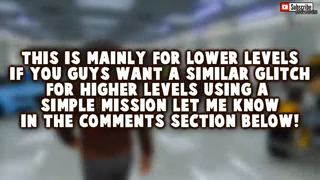 Subscribe
THIS IS MAINLY FOR LOWER LEVELS
IF YOU GUYS WANT A SIMILAR GLITCH
FOR HIGHER LEVELS USING A
SIMPLE MISSION LET ME KNOW
IN THE COMMENTS SECTION BELOW!